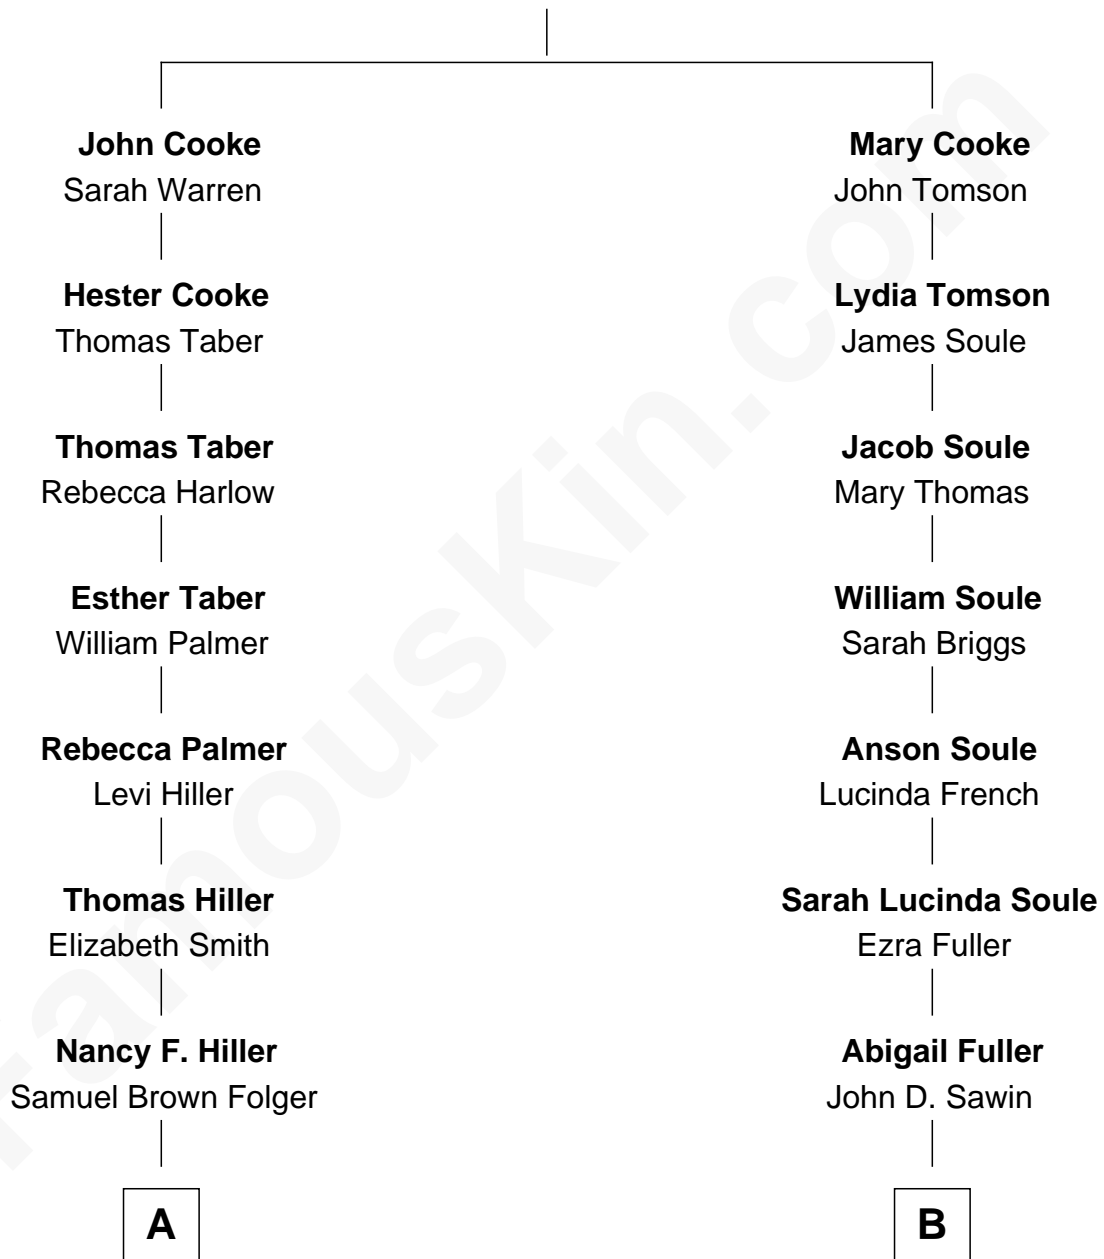 John Cooke
Sarah Warren
Hester Cooke
Thomas Taber
Thomas Taber
Rebecca Harlow
Esther Taber
William Palmer
Rebecca Palmer
Levi Hiller
Thomas Hiller
Elizabeth Smith
Nancy F. Hiller
Samuel Brown Folger
A
Mary Cooke
John Tomson
Lydia Tomson
James Soule
Jacob Soule
Mary Thomas
William Soule
Sarah Briggs
Anson Soule
Lucinda French
Sarah Lucinda Soule
Ezra Fuller
Abigail Fuller
John D. Sawin
B
FamousKin.com